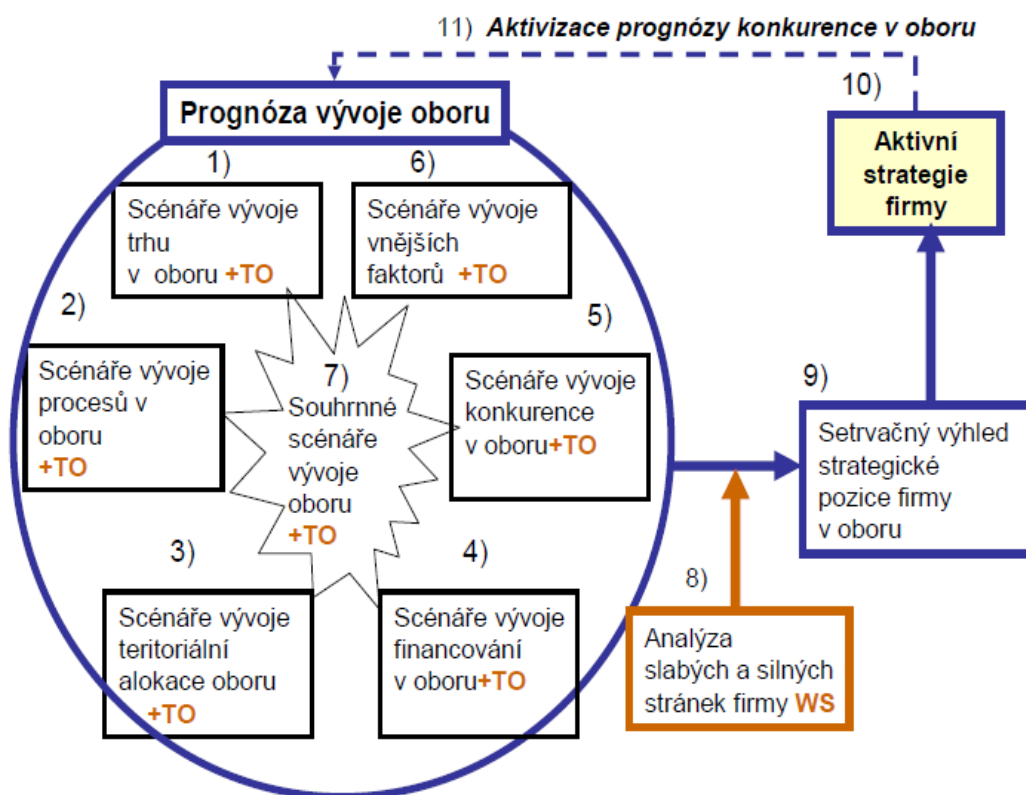 11) Aktivizace prognózy konkurence v oboru
Prognóza vývoje oboru
10)
Aktivní
strategie
firmy
1)
Scénáře vývoje
trhu
v oboru +TO
6)
Scénáře vývoje
vnějších
faktorů +TO
2)
Scénáře vývoje
procesů v
oboru
+TO
7)
Souhrnné
scénáře
vývoje
oboru
+TO
5)
Scénáře vývoje
konkurence
v oboru+TO
9)
Setrvačný výhled
strategické
pozice firmy
v oboru
3)
Scénáře vývoje
teritoriální
alokace oboru
+TO
4)
Scénáře vývoje
financování
v oboru+TO
8)
Analýza
slabých a silných
stránek firmy WS